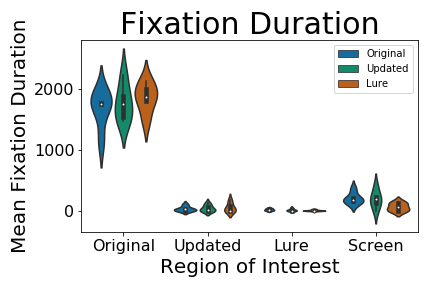 Fixation Duration
Mean Fixation Duration
2000
1000
0
Original
Updated
Lure
Original
Updated
Lure
Screen
Region of Interest